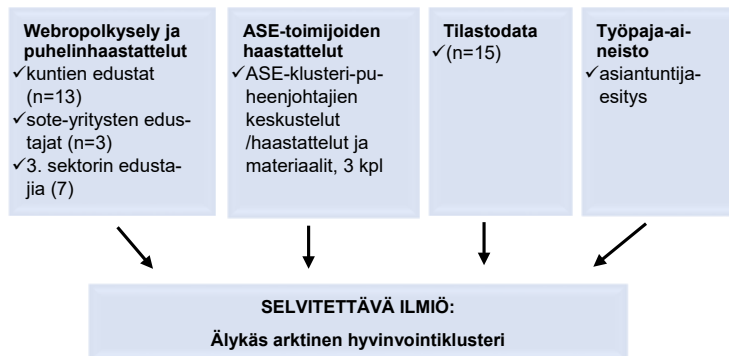 Webropolkysely ja
puhelinhaastattelut
✓kuntien edustat
(n=13)
✓sote-yritysten edus-
tajat (n=3)
✓3. sektorin edusta-
jia (7)
ASE-toimijoiden
haastattelut
✓ASE-klusteri-pu-
heenjohtajien
keskustelut
/haastattelut ja
materiaalit, 3 kpl
Tilastodata
✓(n=15)
Työpaja-ai-
neisto
✓asiantuntija-
esitys
SELVITETTÄVÄ ILMIÖ:
Älykäs arktinen hyvinvointiklusteri